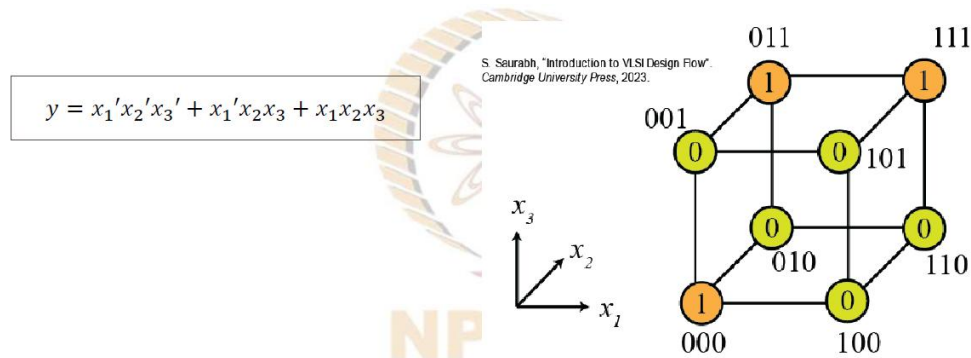 S. Saurabh, "Introduction to VLSI Design Flow".
Cambridge University Press, 2023.
y = x₁′x₂′x₃′ + x₁′x₂x₃ + x₁x₂x₃
011
111
1
1
001
0
0
101
x₃
x₂
x₁
0
010
0
110
1
000
0
100
NP